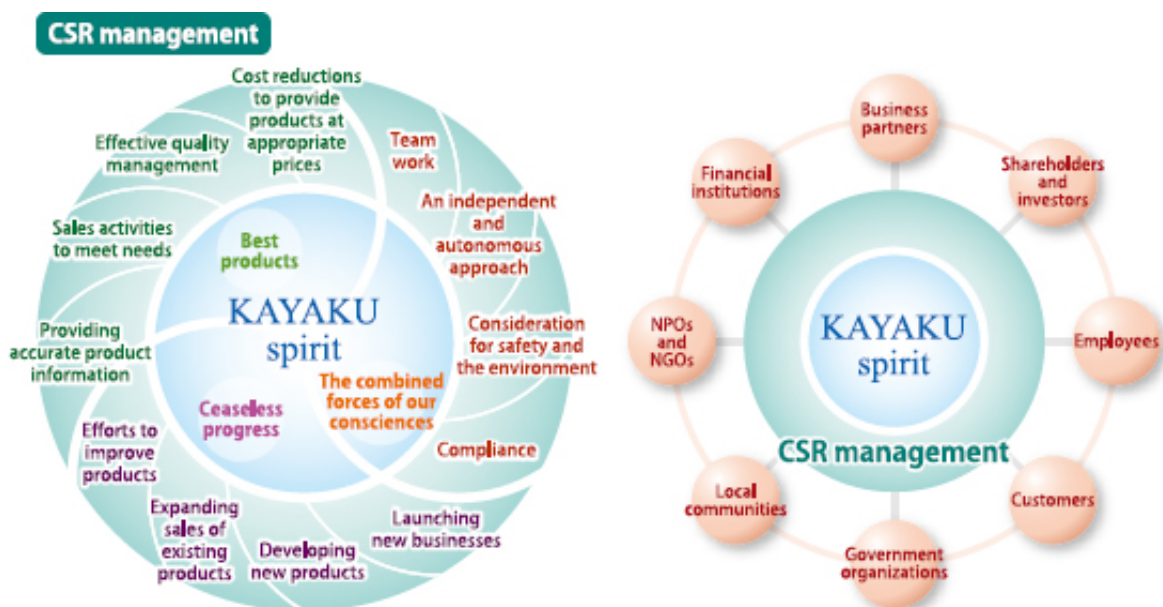 CSR management
Cost reductions
to provide
products at
appropriate
prices
Effective quality
management
Sales activities
to meet needs
Providing
accurate product
information
Team
work
An independent
and
autonomous
approach
Consideration
for safety and
the environment
Compliance
Best
products
KAYAKU
spirit
The combined
forces of our
consciences
Ceaseless
progress
Efforts to
improve
products
Expanding
sales of
existing
products
Developing
new products
Launching
new businesses
Business
partners
Shareholders
and
investors
Employees
Customers
Government
organizations
Local
communities
NPOs
and
NGOs
Financial
institutions
KAYAKU
spirit
CSR management